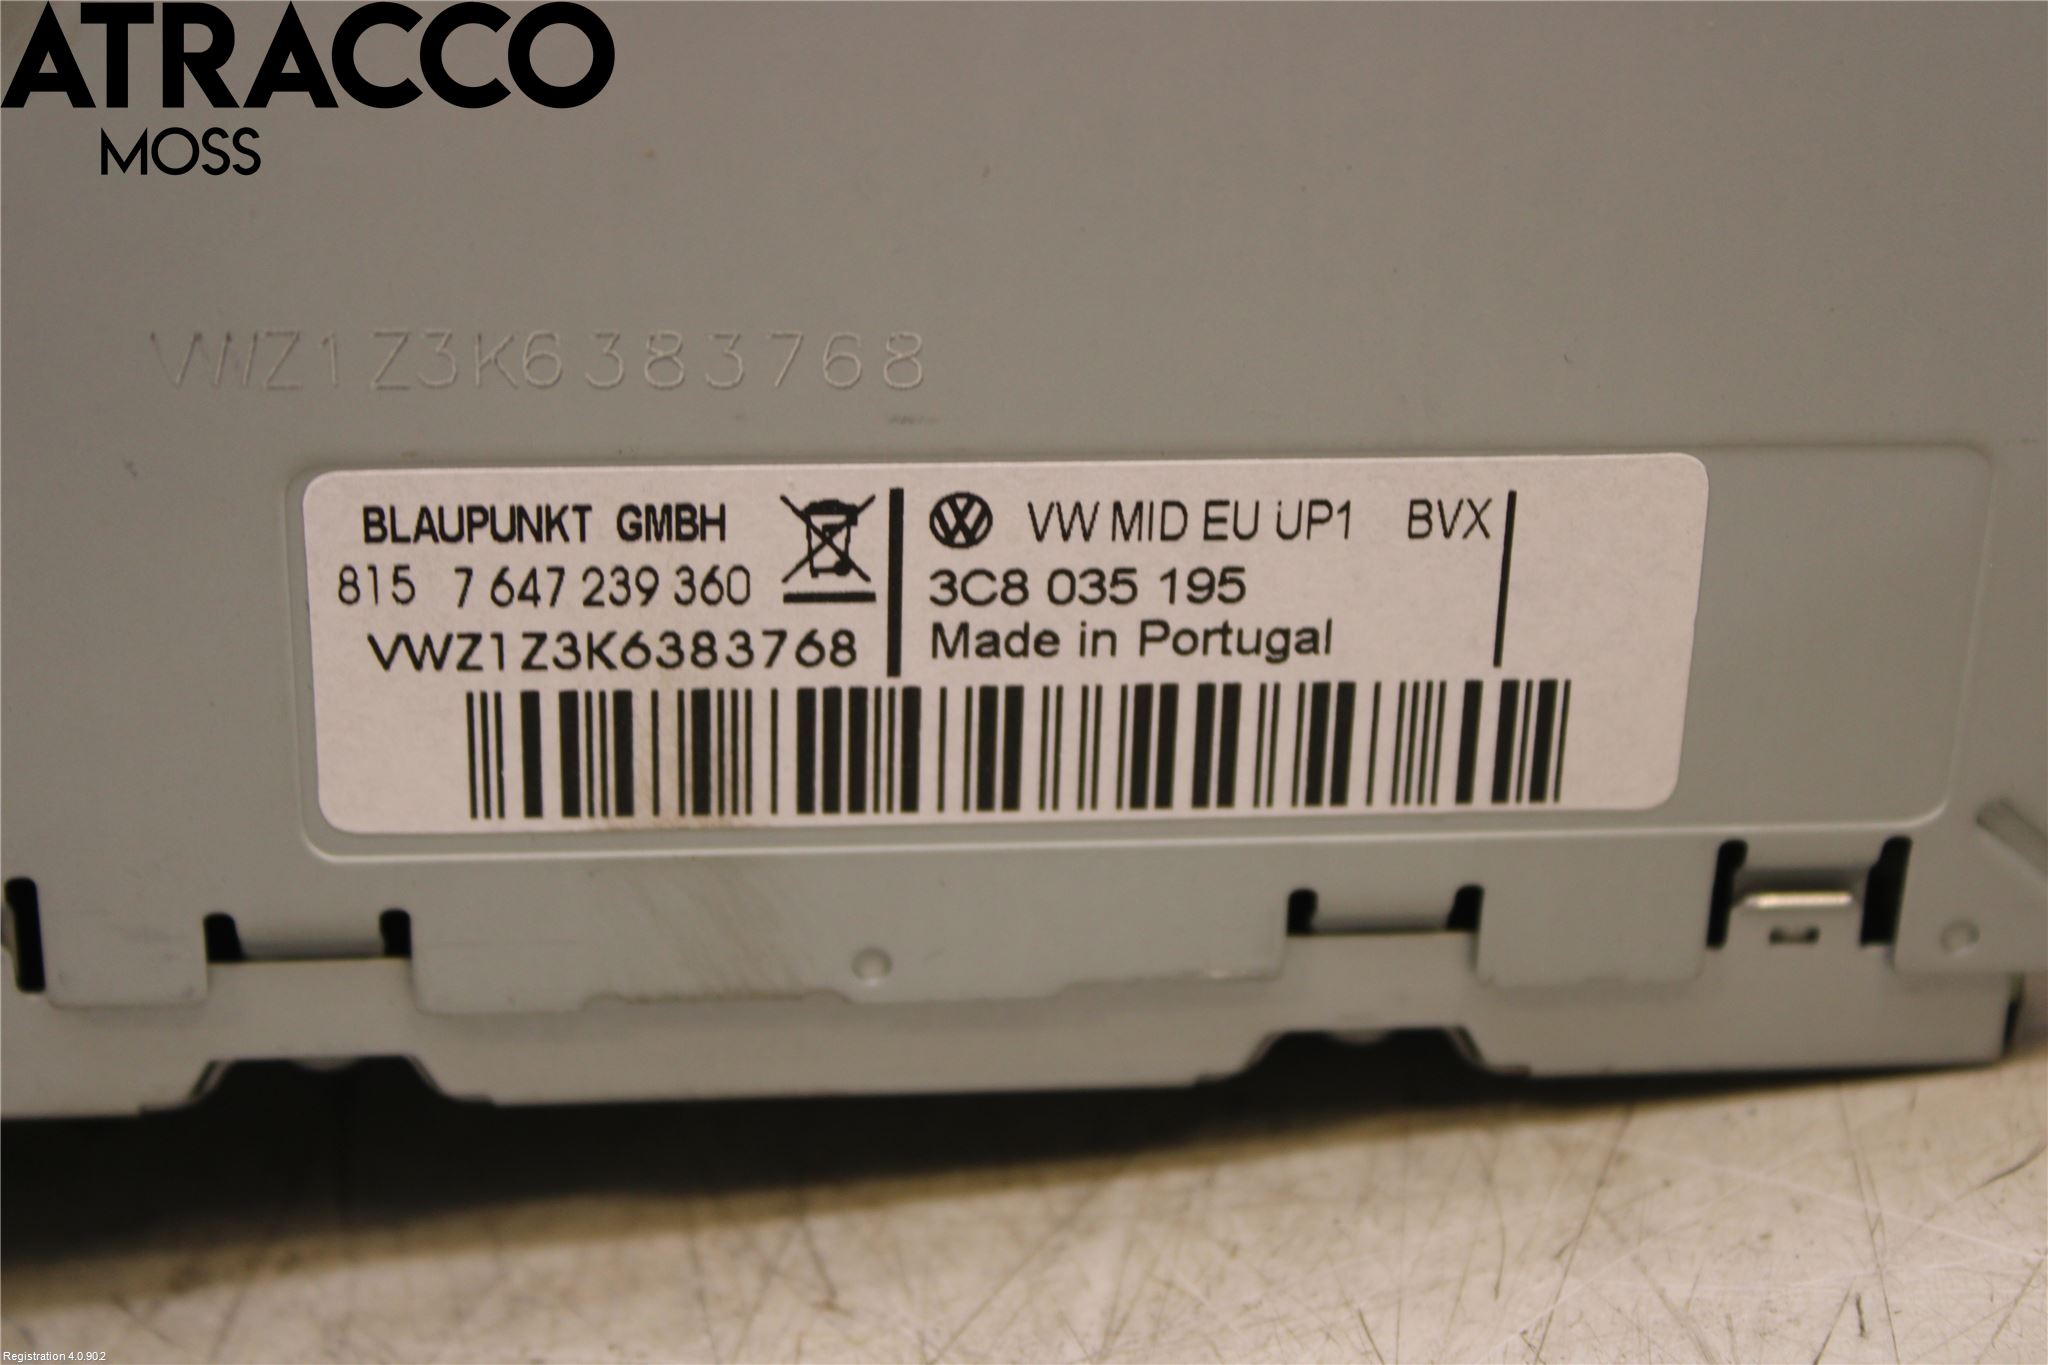 ATRACCO
MOSS
VWZ1Z3K6383768
BLAUPUNKT GMBH
815 7 647 239 360
VWZ1Z3K6383768
VW MID EU UP1 BVX
3C8 035 195
Made in Portugal
Registration 4.0.902